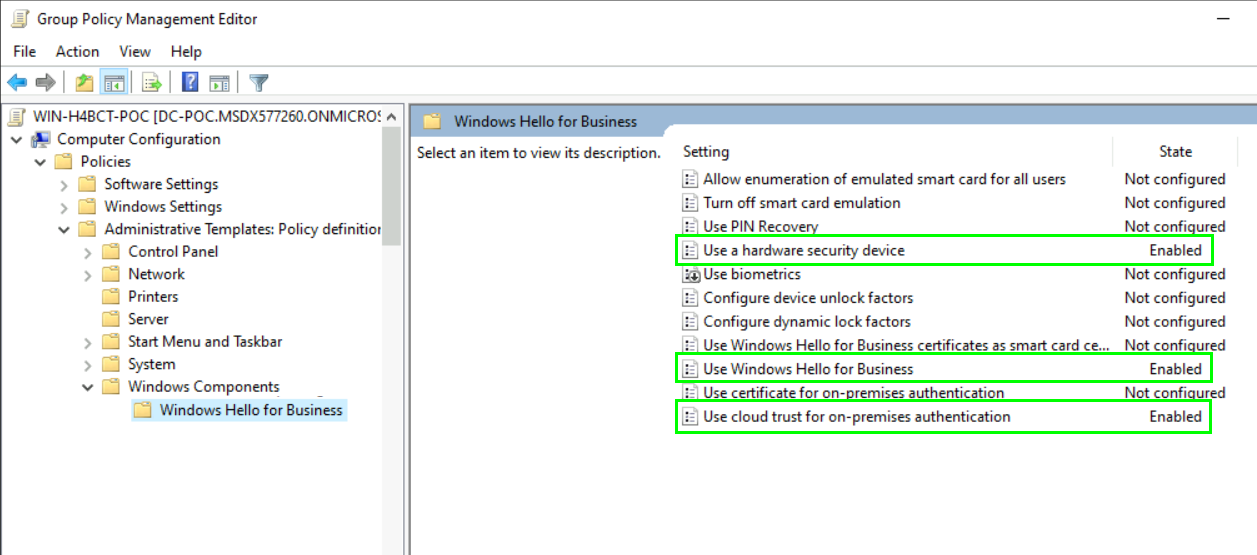 Group Policy Management Editor
File Action View Help
WIN-H4BCT-POC [DC-POC.MSDX577260.ONMICROS
Computer Configuration
Policies
Software Settings
Windows Settings
Administrative Templates: Policy definition
Control Panel
Network
Printers
Server
Start Menu and Taskbar
System
Windows Components
Windows Hello for Business
Windows Hello for Business
Select an item to view its description.
Setting State
Allow enumeration of emulated smart card for all users Not configured
Turn off smart card emulation Not configured
Use PIN Recovery Not configured
Use a hardware security device Enabled
Use biometrics Not configured
Configure device unlock factors Not configured
Configure dynamic lock factors Not configured
Use Windows Hello for Business certificates as smart card ce... Not configured
Use Windows Hello for Business Enabled
Use certificate for on-premises authentication Not configured
Use cloud trust for on-premises authentication Enabled